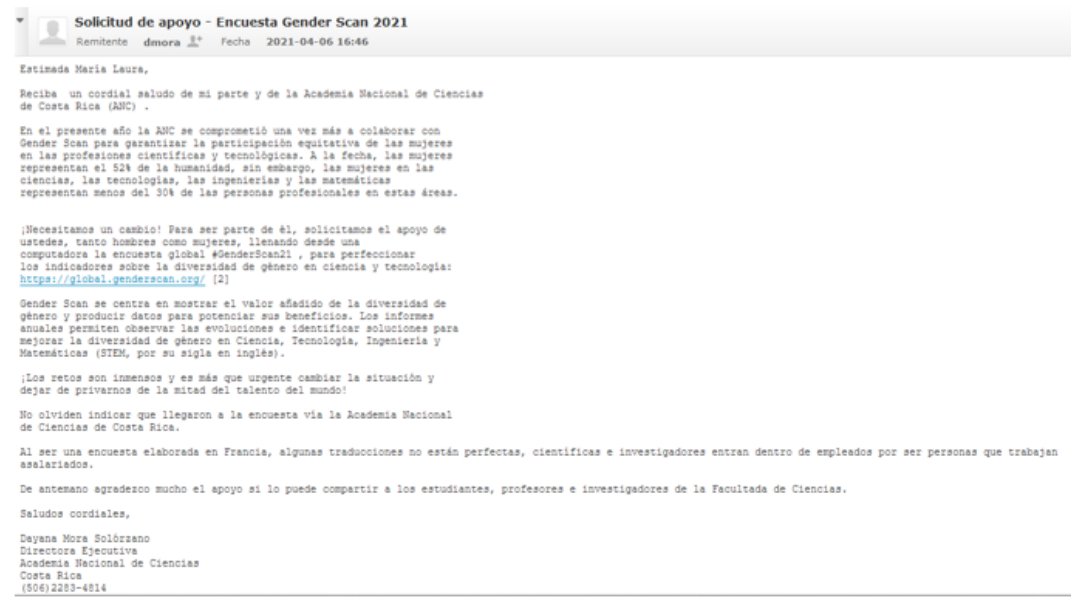 Solicitud de apoyo - Encuesta Gender Scan 2021
Remitente dmora Fecha 2021-04-06 16:46
Estimada María Laura,
Reciba un cordial saludo de mi parte y de la Academia Nacional de Ciencias
de Costa Rica (ANC) .
En el presente año la ANC se comprometió una vez más a colaborar con
Gender Scan para garantizar la participación equitativa de las mujeres
en las profesiones científicas y tecnológicas. A la fecha, las mujeres
representan el 52% de la humanidad, sin embargo, las mujeres en las
ciencias, las tecnologías, las ingenierías y las matemáticas
representan menos del 30% de las personas profesionales en estas áreas.
¡Necesitamos un cambio! Para ser parte de él, solicitamos el apoyo de
ustedes, tanto hombres como mujeres, llenando desde una
computadora la encuesta global #GenderScan21 , para perfeccionar
los indicadores sobre la diversidad de género en ciencia y tecnología:
https://global.genderscan.org/ [2]
Gender Scan se centra en mostrar el valor añadido de la diversidad de
género y producir datos para potenciar sus beneficios. Los informes
anuales permiten observar las evoluciones e identificar soluciones para
mejorar la diversidad de género en Ciencia, Tecnología, Ingeniería y
Matemáticas (STEM, por su sigla en inglés).
¡Los retos son inmensos y es más que urgente cambiar la situación y
dejar de privarnos de la mitad del talento del mundo!
No olviden indicar que llegaron a la encuesta vía la Academia Nacional
de Ciencias de Costa Rica.
Al ser una encuesta elaborada en Francia, algunas traducciones no están perfectas, científicas e investigadores entran dentro de empleados por ser personas que trabajan
asalariados.
De antemano agradezco mucho el apoyo si lo puede compartir a los estudiantes, profesores e investigadores de la Facultada de Ciencias.
Saludos cordiales,
Dayana Mora Solórzano
Directora Ejecutiva
Academia Nacional de Ciencias
Costa Rica
(506)2283-4814